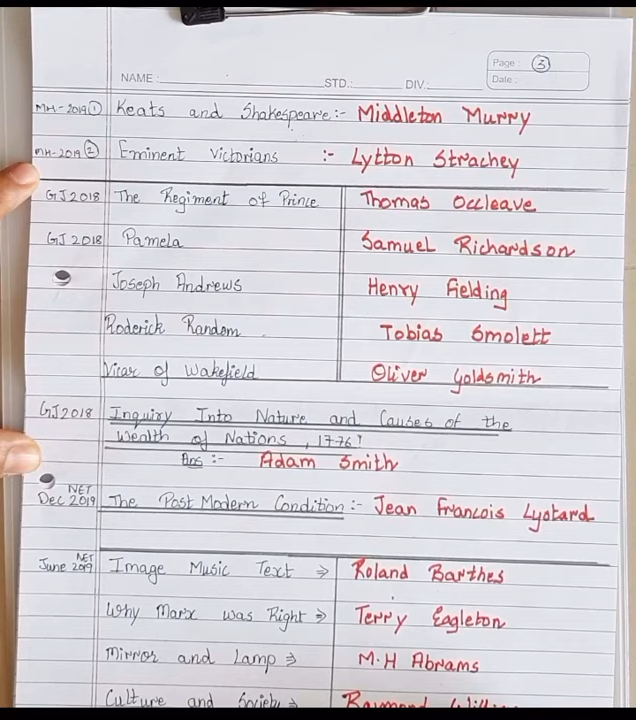 Page : 3
NAME : STD.: DIV.:
Date :
MH-2019 1 Keats and Shakespeare :- Middleton Murry
MH-2019 2 Eminent Victorians :- Lytton Strachey
GJ2018 The Regiment of Prince Thomas Occleave
GJ 2018 Pamela Samuel Richardson
Joseph Andrews Henry Fielding
Roderick Random Tobias Smolett
Vicar of Wakefield Oliver Goldsmith
GJ2018 Inquiry Into Nature and Causes of the
Wealth of Nations , 1776!
Ans :- Adam Smith
NET
Dec 2019 The Post Modern Condition :- Jean Francois Lyotard
NET
June 2019 Image Music Text ⇒ Roland Barthes
Why Marx was Right ⇒ Terry Eagleton
Mirror and Lamp ⇒ M.H Abrams
Culture and Society ⇒ Raymond